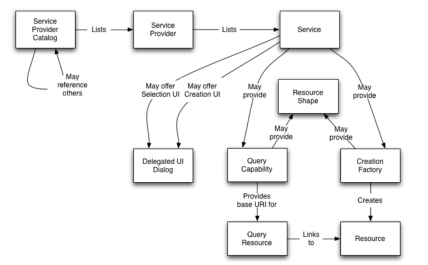 Service
Provider
Catalog
Lists
Service
Provider
Lists
Service
May
reference
others
May offer
Selection UI
May offer
Creation UI
May
provide
Resource
Shape
May
provide
May
provide
May
provide
Delegated UI
Dialog
Query
Capability
Creation
Factory
Provides
base URI for
Creates
Query
Resource
Links
to
Resource